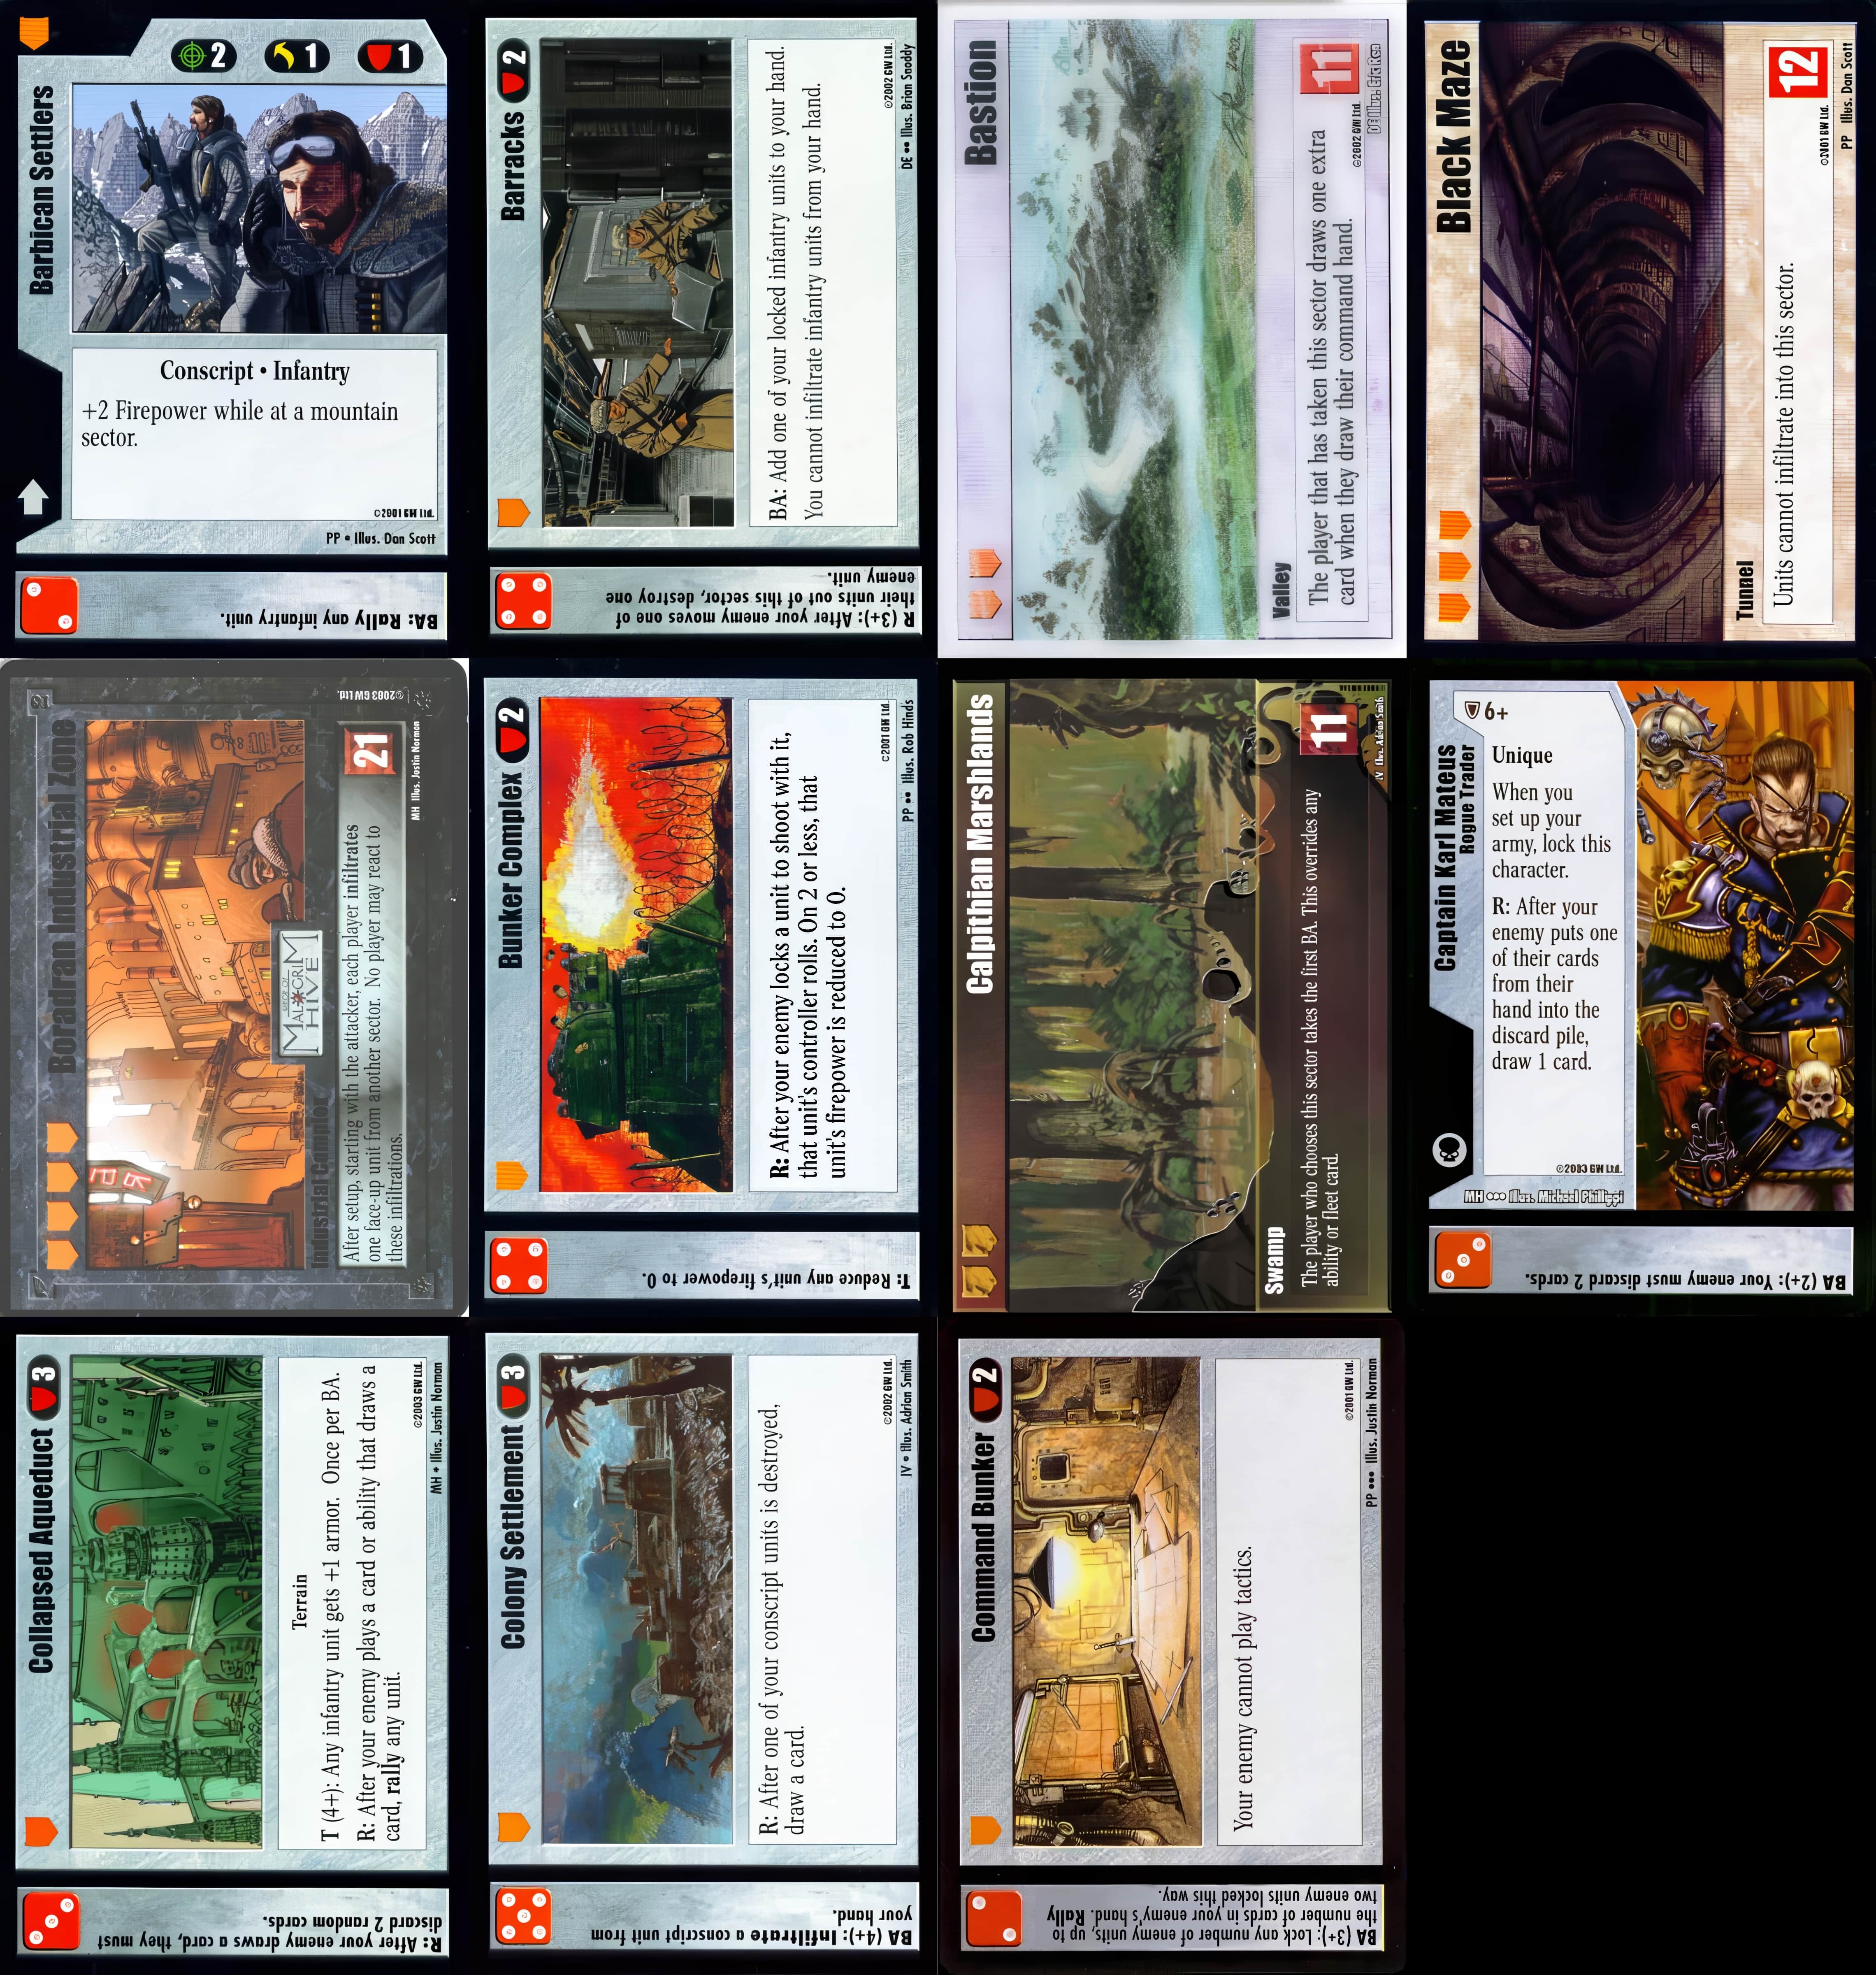 Barbican Settlers
2
1
1
Conscript • Infantry
+2 Firepower while at a mountain
sector.
©2001 GW Ltd.
PP • Illus. Dan Scott
BA: Rally any infantry unit.
Barracks
2
BA: Add one of your locked infantry units to your hand.
You cannot infiltrate infantry units from your hand.
©2002 GW Ltd.
DE •• Illus. Brian Snoddy
R (3+): After your enemy moves one of
their units out of this sector, destroy one
enemy unit.
Bastion
Valley
The player that has taken this sector draws one extra
card when they draw their command hand.
11
©2002 GW Ltd.
Black Maze
Tunnel
Units cannot infiltrate into this sector.
12
©2001 GW Ltd.
PP Illus. Dan Scott
Boradran Industrial Zone
SIEGE OF
MALOGRIM
HIVE
Industrial
After setup, starting with the attacker, each player infiltrates
one face-up unit from another sector. No player may react to
these infiltrations.
21
©2003 GW Ltd.
MH Illus. Justin Norman
Bunker Complex
2
R: After your enemy locks a unit to shoot with it,
that unit's controller rolls. On 2 or less, that
unit's firepower is reduced to 0.
©2001 GW Ltd.
PP •• Illus. Rob Hinds
T: Reduce any unit's firepower to 0.
Calpithian Marshlands
Swamp
The player who chooses this sector takes the first BA. This overrides any
ability or fleet card.
11
IV Illus. Adrian Smith
Captain Karl Mateus
Rogue Trader
6+
Unique
When you
set up your
army, lock this
character.
R: After your
enemy puts one
of their cards
from their
hand into the
discard pile,
draw 1 card.
©2003 GW Ltd.
MH ••• Illus. Michael Phillippi
BA (2+): Your enemy must discard 2 cards.
Collapsed Aqueduct
3
Terrain
T (4+): Any infantry unit gets +1 armor. Once per BA.
R: After your enemy plays a card or ability that draws a
card, rally any unit.
©2003 GW Ltd.
MH • Illus. Justin Norman
R: After your enemy draws a card, they must
discard 2 random cards.
Colony Settlement
3
R: After one of your conscript units is destroyed,
draw a card.
©2002 GW Ltd.
IV • Illus. Adrian Smith
BA (4+): Infiltrate a conscript unit from
your hand.
Command Bunker
2
Your enemy cannot play tactics.
©2001 GW Ltd.
PP ••• Illus. Justin Norman
BA (3+): Lock any number of enemy units, up to
the number of cards in your enemy's hand. Rally
two enemy units locked this way.